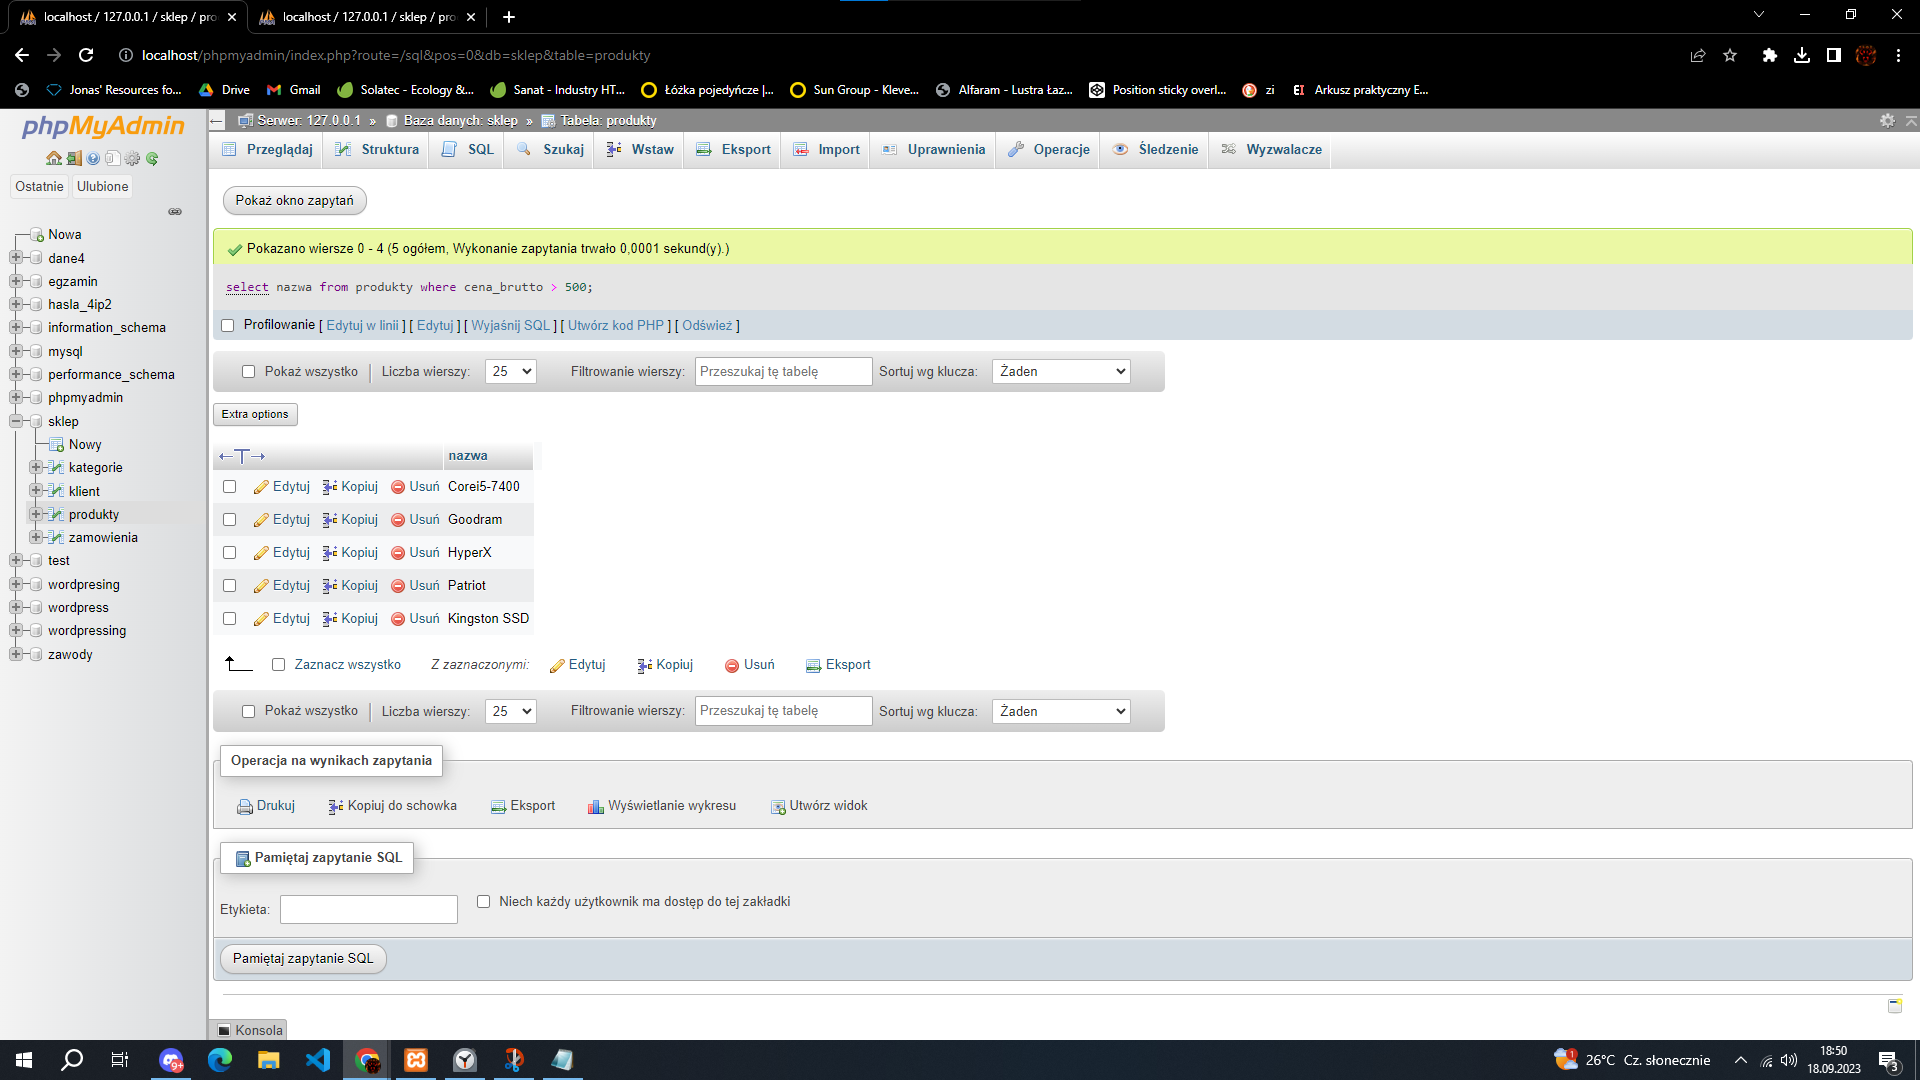 localhost / 127.0.0.1 / sklep / pro
localhost / 127.0.0.1 / sklep / pro
localhost/phpmyadmin/index.php?route=/sql&pos=0&db=sklep&table=produkty
Jonas' Resources fo... Drive Gmail Solatec - Ecology &... Sanat - Industry HT... Łóżka pojedyńcze |... Sun Group - Kleve... Alfaram - Lustra Łaz... Position sticky overl... zi EI Arkusz praktyczny E...
phpMyAdmin
Ostatnie Ulubione
Nowa
dane4
egzamin
hasla_4ip2
information_schema
mysql
performance_schema
phpmyadmin
sklep
Nowy
kategorie
klient
produkty
zamowienia
test
wordpresing
wordpress
wordpressing
zawody
Serwer: 127.0.0.1 » Baza danych: sklep » Tabela: produkty
Przeglądaj Struktura SQL Szukaj Wstaw Eksport Import Uprawnienia Operacje Śledzenie Wyzwalacze
Pokaż okno zapytań
Pokazano wiersze 0 - 4 (5 ogółem, Wykonanie zapytania trwało 0,0001 sekund(y).)
select nazwa from produkty where cena_brutto > 500;
Profilowanie [ Edytuj w linii ] [ Edytuj ] [ Wyjaśnij SQL ] [ Utwórz kod PHP ] [ Odśwież ]
Pokaż wszystko | Liczba wierszy: 25 Filtrowanie wierszy: Przeszukaj tę tabelę Sortuj wg klucza: Żaden
Extra options
←T→ nazwa
Edytuj Kopiuj Usuń Corei5-7400
Edytuj Kopiuj Usuń Goodram
Edytuj Kopiuj Usuń HyperX
Edytuj Kopiuj Usuń Patriot
Edytuj Kopiuj Usuń Kingston SSD
Zaznacz wszystko Z zaznaczonymi: Edytuj Kopiuj Usuń Eksport
Pokaż wszystko | Liczba wierszy: 25 Filtrowanie wierszy: Przeszukaj tę tabelę Sortuj wg klucza: Żaden
Operacja na wynikach zapytania
Drukuj Kopiuj do schowka Eksport Wyświetlanie wykresu Utwórz widok
Pamiętaj zapytanie SQL
Etykieta: Niech każdy użytkownik ma dostęp do tej zakładki
Pamiętaj zapytanie SQL
Konsola
9+
1 26°C Cz. słonecznie
18:50
18.09.2023
3